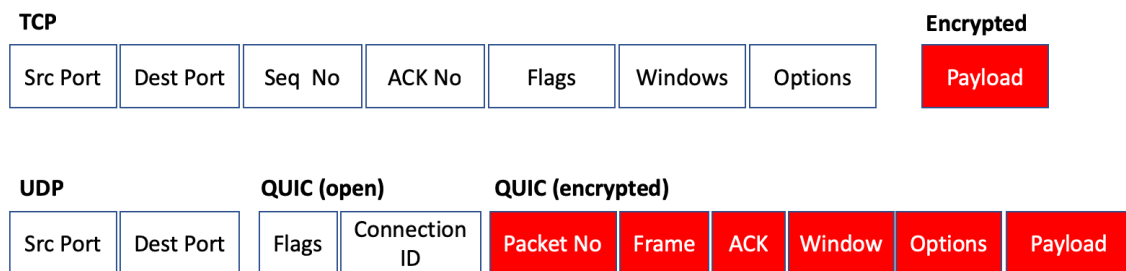 TCP Encrypted
Src Port Dest Port Seq No ACK No Flags Windows Options Payload
UDP QUIC (open) QUIC (encrypted)
Src Port Dest Port Flags Connection ID Packet No Frame ACK Window Options Payload